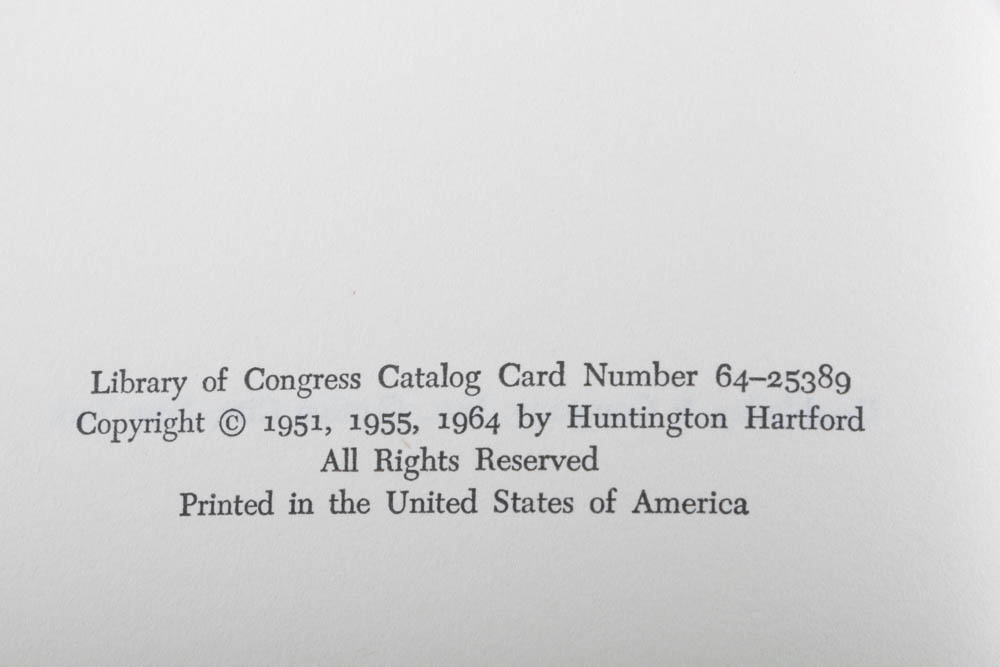 Library of Congress Catalog Card Number 64–25389
Copyright © 1951, 1955, 1964 by Huntington Hartford
All Rights Reserved
Printed in the United States of America